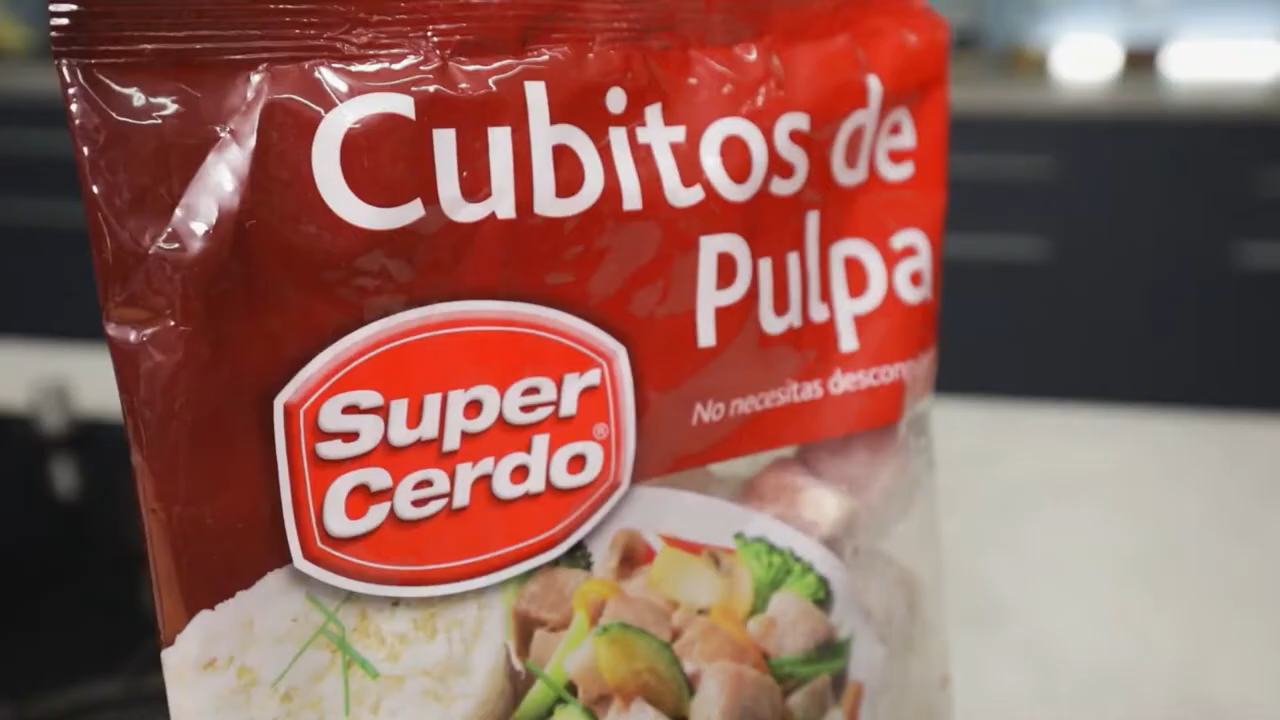 Cubitos de
Pulpa
No necesitas
Super
Cerdo®